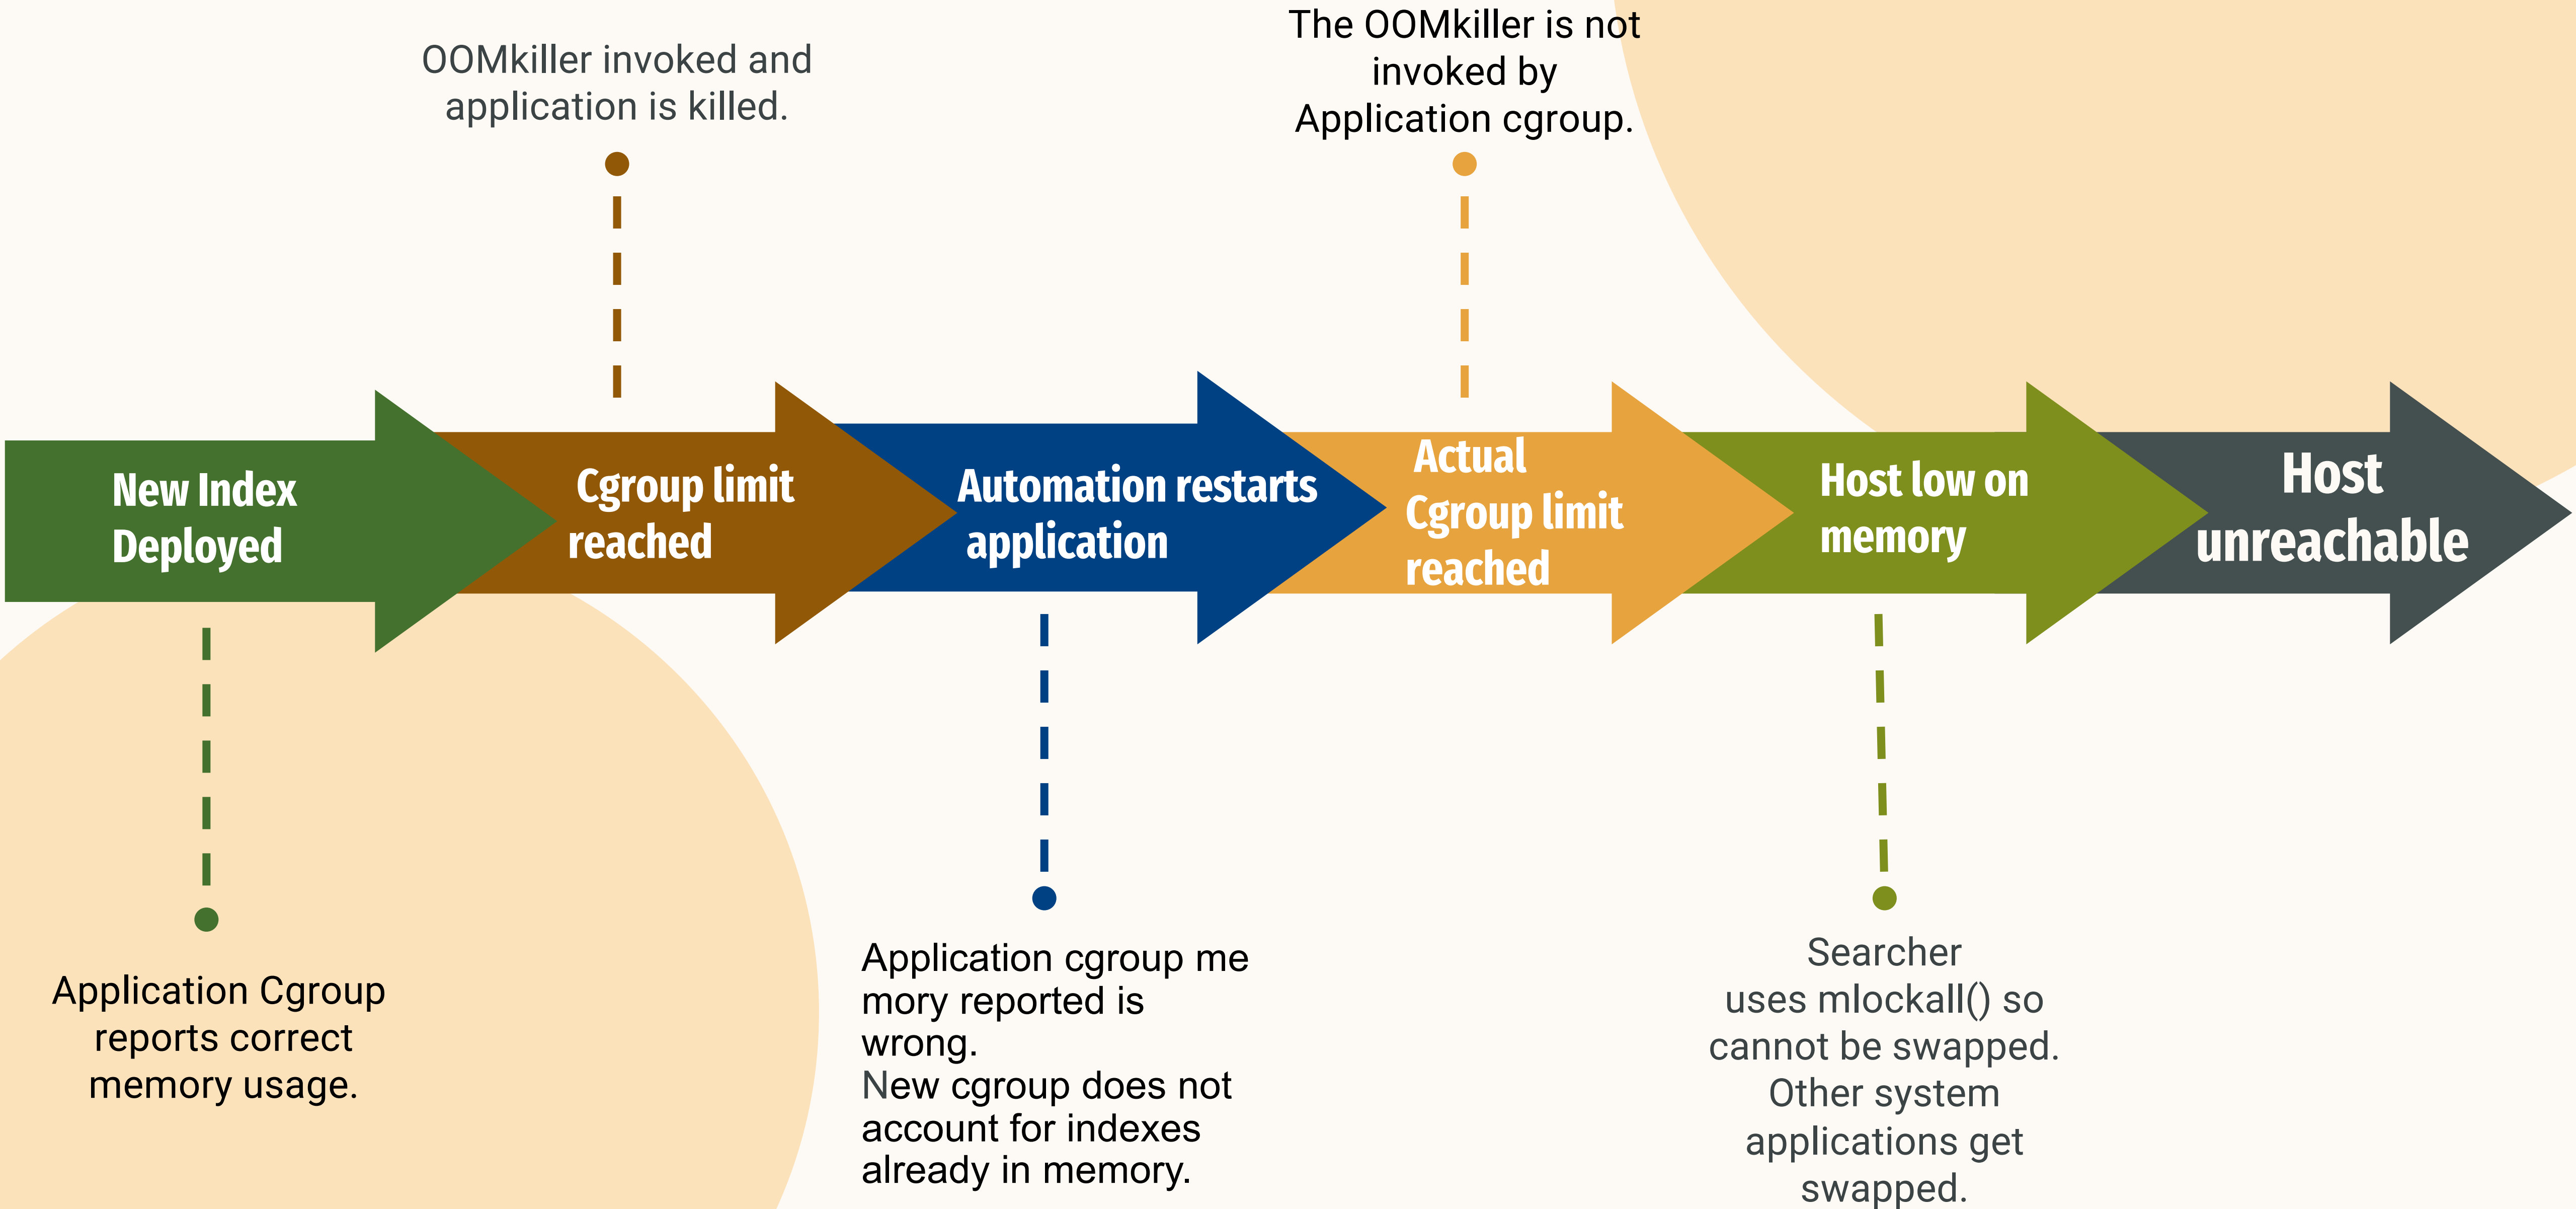 OOMkiller invoked and
application is killed.
The OOMkiller is not
invoked by
Application cgroup.
New Index
Deployed
Cgroup limit
reached
Automation restarts
application
Actual
Cgroup limit
reached
Host low on
memory
Host
unreachable
Application Cgroup
reports correct
memory usage.
Application cgroup me
mory reported is
wrong.
New cgroup does not
account for indexes
already in memory.
Searcher
uses mlockall() so
cannot be swapped.
Other system
applications get
swapped.